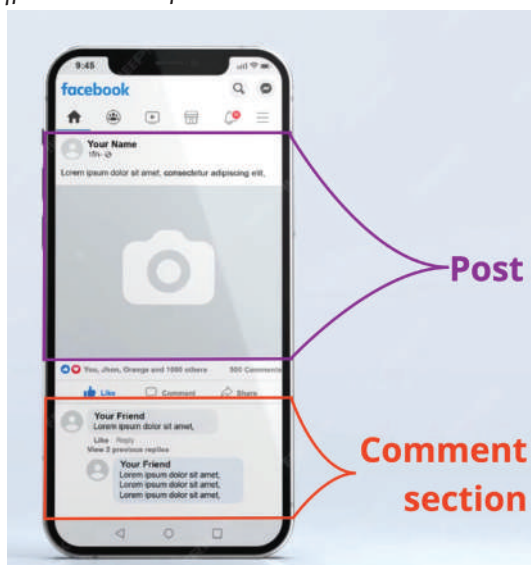 9:45
facebook
Your Name
Lorem ipsum dolor sit amet, consectetur adipiscing elit,
Post
You, Jhon, Orange and 1000 others 500 Comments
Like Comment Share
Your Friend
Lorem ipsum dolor sit amet,
Like Reply
View 2 previous replies
Your Friend
Lorem ipsum dolor sit amet,
Lorem ipsum dolor sit amet,
Lorem ipsum dolor sit amet,
Comment
section